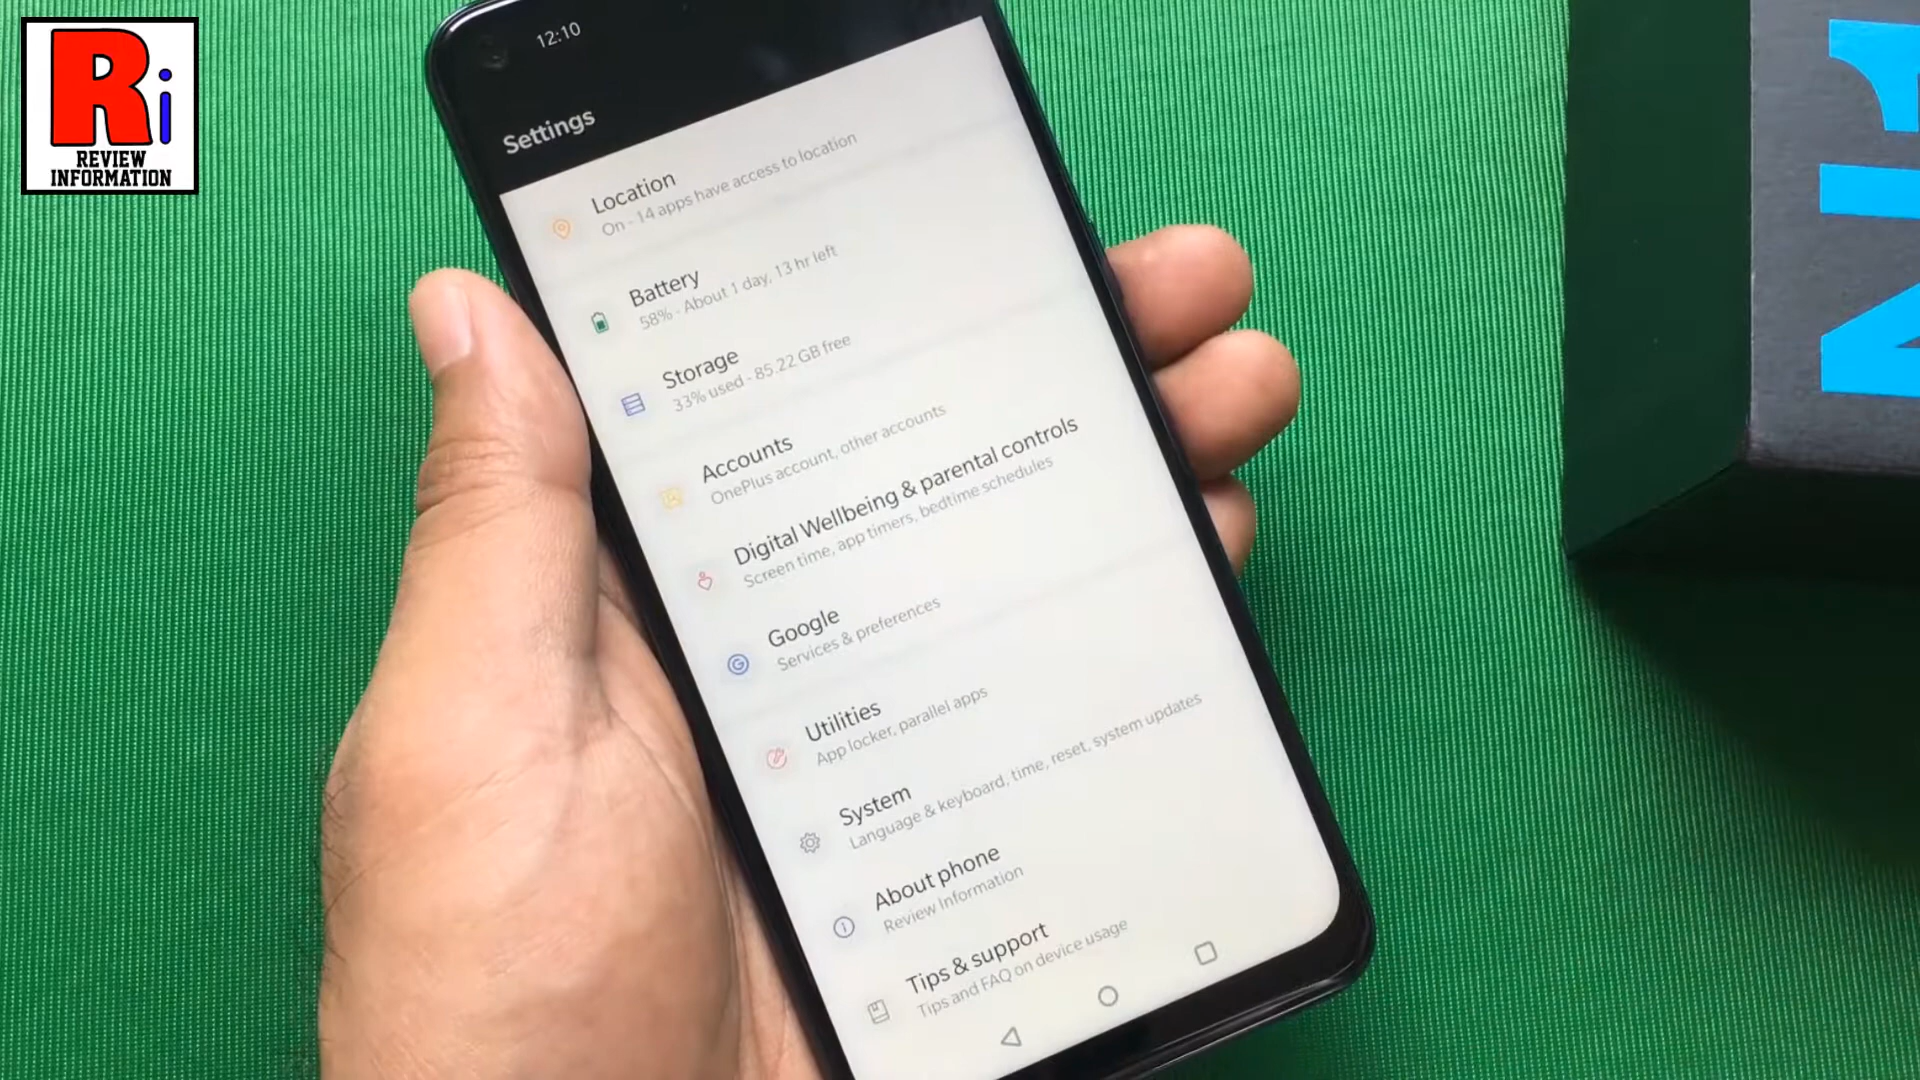 Ri
REVIEW
INFORMATION
12:10
Settings
Location
On - 14 apps have access to location
Battery
58% - About 1 day, 13 hr left
Storage
33% used - 85.22 GB free
Accounts
OnePlus account, other accounts
Digital Wellbeing & parental controls
Screen time, app timers, bedtime schedules
Google
Services & preferences
Utilities
App locker, parallel apps
System
Language & keyboard, time, reset, system updates
About phone
Review Information
Tips & support
Tips and FAQ on device usage